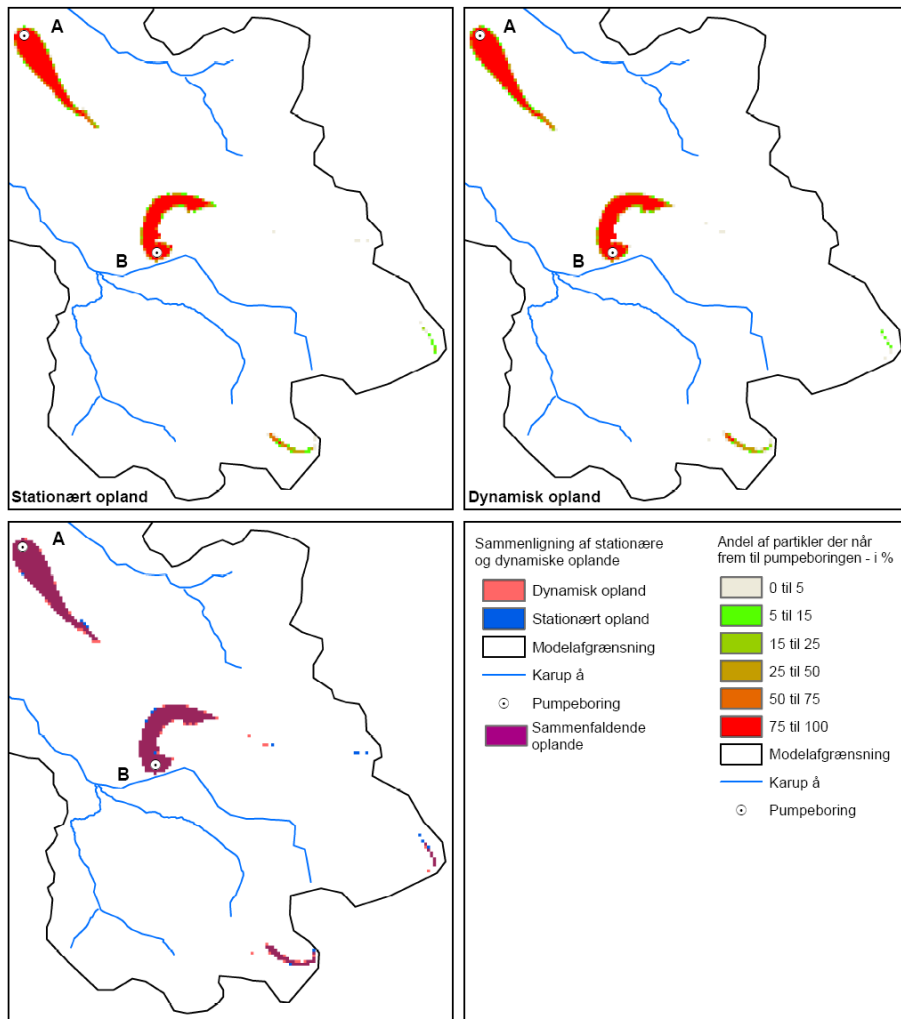 A
B
Stationært opland
A
B
Dynamisk opland
A
B
Sammenligning af stationære
og dynamiske oplande
Dynamisk opland
Stationært opland
Modelafgrænsning
Karup å
Pumpeboring
Sammenfaldende
oplande
Andel af partikler der når
frem til pumpeboringen - i %
0 til 5
5 til 15
15 til 25
25 til 50
50 til 75
75 til 100
Modelafgrænsning
Karup å
Pumpeboring